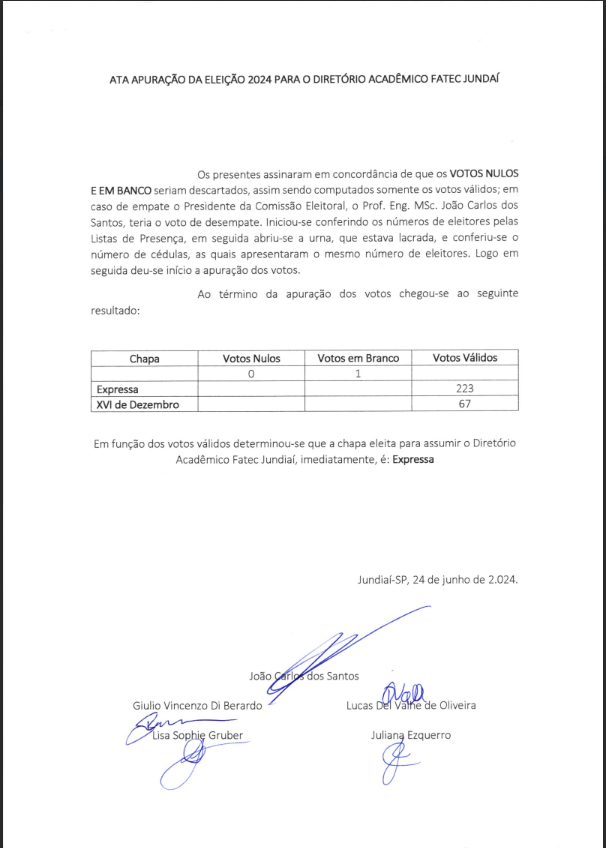 ATA APURAÇÃO DA ELEIÇÃO 2024 PARA O DIRETÓRIO ACADÊMICO FATEC JUNDAÍ
Os presentes assinaram em concordância de que os VOTOS NULOS
E EM BANCO seriam descartados, assim sendo computados somente os votos válidos; em
caso de empate o Presidente da Comissão Eleitoral, o Prof. Eng. MSc. João Carlos dos
Santos, teria o voto de desempate. Iniciou-se conferindo os números de eleitores pelas
Listas de Presença, em seguida abriu-se a urna, que estava lacrada, e conferiu-se o
número de cédulas, as quais apresentaram o mesmo número de eleitores. Logo em
seguida deu-se início a apuração dos votos.
Ao término da apuração dos votos chegou-se ao seguinte
resultado:
Chapa Votos Nulos Votos em Branco Votos Válidos
0 1
Expressa 223
XVI de Dezembro 67
Em função dos votos válidos determinou-se que a chapa eleita para assumir o Diretório
Acadêmico Fatec Jundiaí, imediatamente, é: Expressa
Jundiaí-SP, 24 de junho de 2.024.
João Carlos dos Santos
Giulio Vincenzo Di Berardo Lucas Del Valhe de Oliveira
Lisa Sophie Gruber Juliana Ezquerro